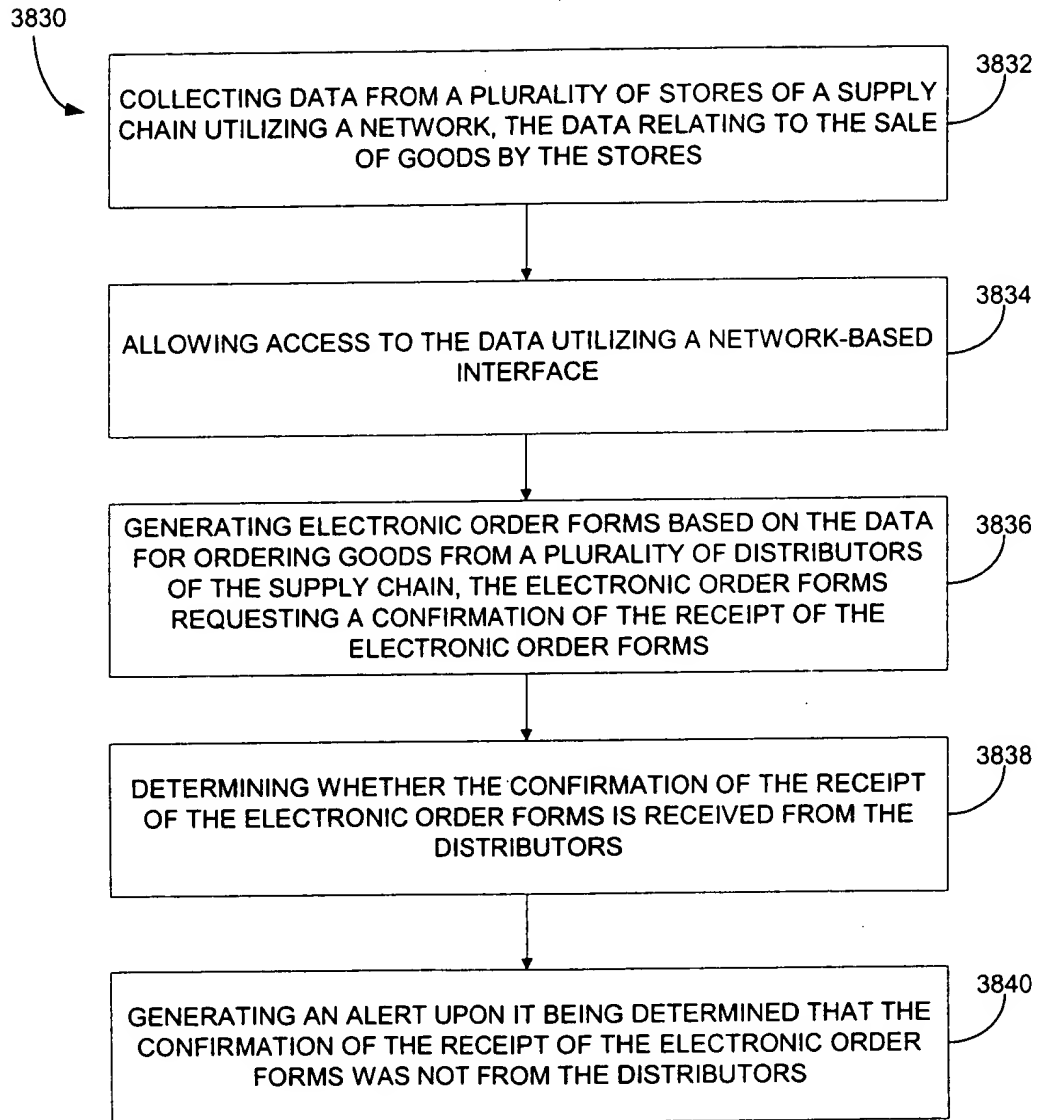 3830
3832
COLLECTING DATA FROM A PLURALITY OF STORES OF A SUPPLY
CHAIN UTILIZING A NETWORK, THE DATA RELATING TO THE SALE
OF GOODS BY THE STORES
3834
ALLOWING ACCESS TO THE DATA UTILIZING A NETWORK-BASED
INTERFACE
3836
GENERATING ELECTRONIC ORDER FORMS BASED ON THE DATA
FOR ORDERING GOODS FROM A PLURALITY OF DISTRIBUTORS
OF THE SUPPLY CHAIN, THE ELECTRONIC ORDER FORMS
REQUESTING A CONFIRMATION OF THE RECEIPT OF THE
ELECTRONIC ORDER FORMS
3838
DETERMINING WHETHER THE CONFIRMATION OF THE RECEIPT
OF THE ELECTRONIC ORDER FORMS IS RECEIVED FROM THE
DISTRIBUTORS
3840
GENERATING AN ALERT UPON IT BEING DETERMINED THAT THE
CONFIRMATION OF THE RECEIPT OF THE ELECTRONIC ORDER
FORMS WAS NOT FROM THE DISTRIBUTORS